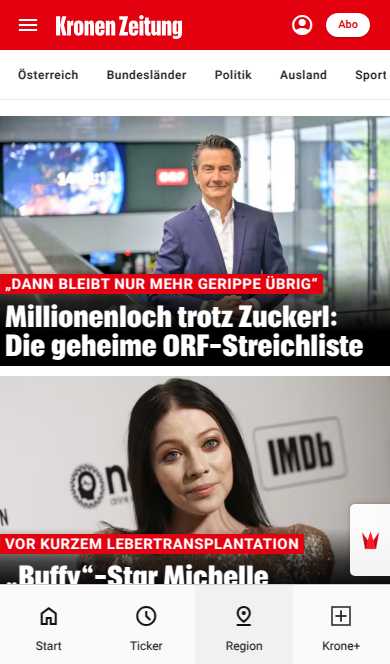 Kronen Zeitung
Abo
Österreich Bundesländer Politik Ausland Sport
ORF
„DANN BLEIBT NUR MEHR GERIPPE ÜBRIG“
Millionenloch trotz Zuckerl:
Die geheime ORF-Streichliste
IMDb
VOR KURZEM LEBERTRANSPLANTATION
„Buffy“-Star Michelle
Start Ticker Region Krone+